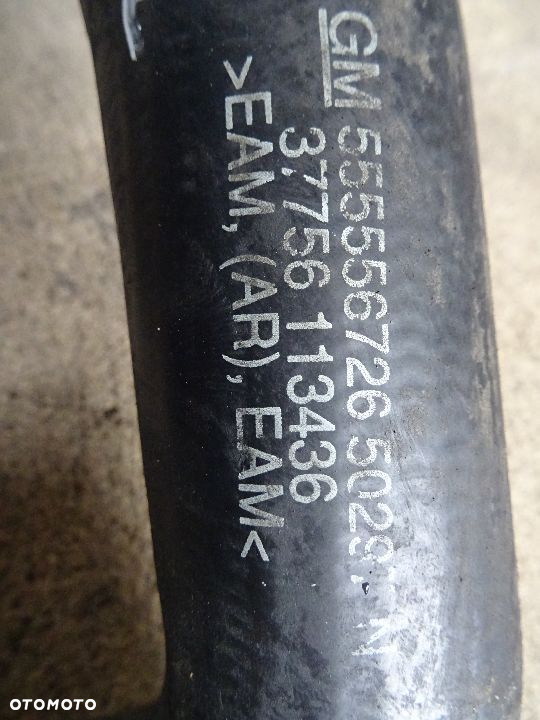 GM 55556726 5029, N
37756 113436
>EAM, (AR), EAM<
OTOMOTO